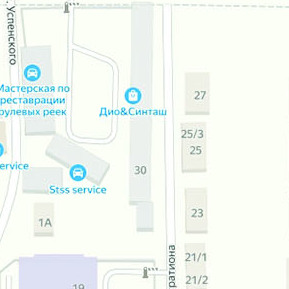 . Успенского
Мастерская по
реставрации
рулевых реек
Дио&Синташ
27
25/3
25
ervice
Stss service
30
1А
23
21/1
21/2
ратиона
19